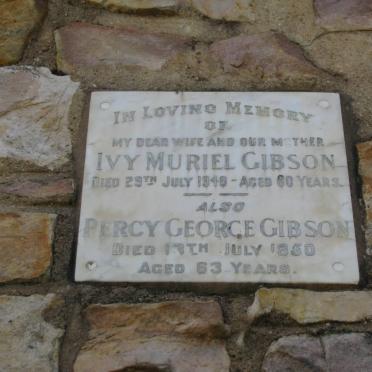 IN LOVING MEMORY
OF
MY DEAR WIFE AND OUR MOTHER
IVY MURIEL GIBSON
DIED 29TH JULY 1949 - AGED 60 YEARS.
ALSO
PERCY GEORGE GIBSON
DIED TH JULY 1950
AGED 63 YEARS.